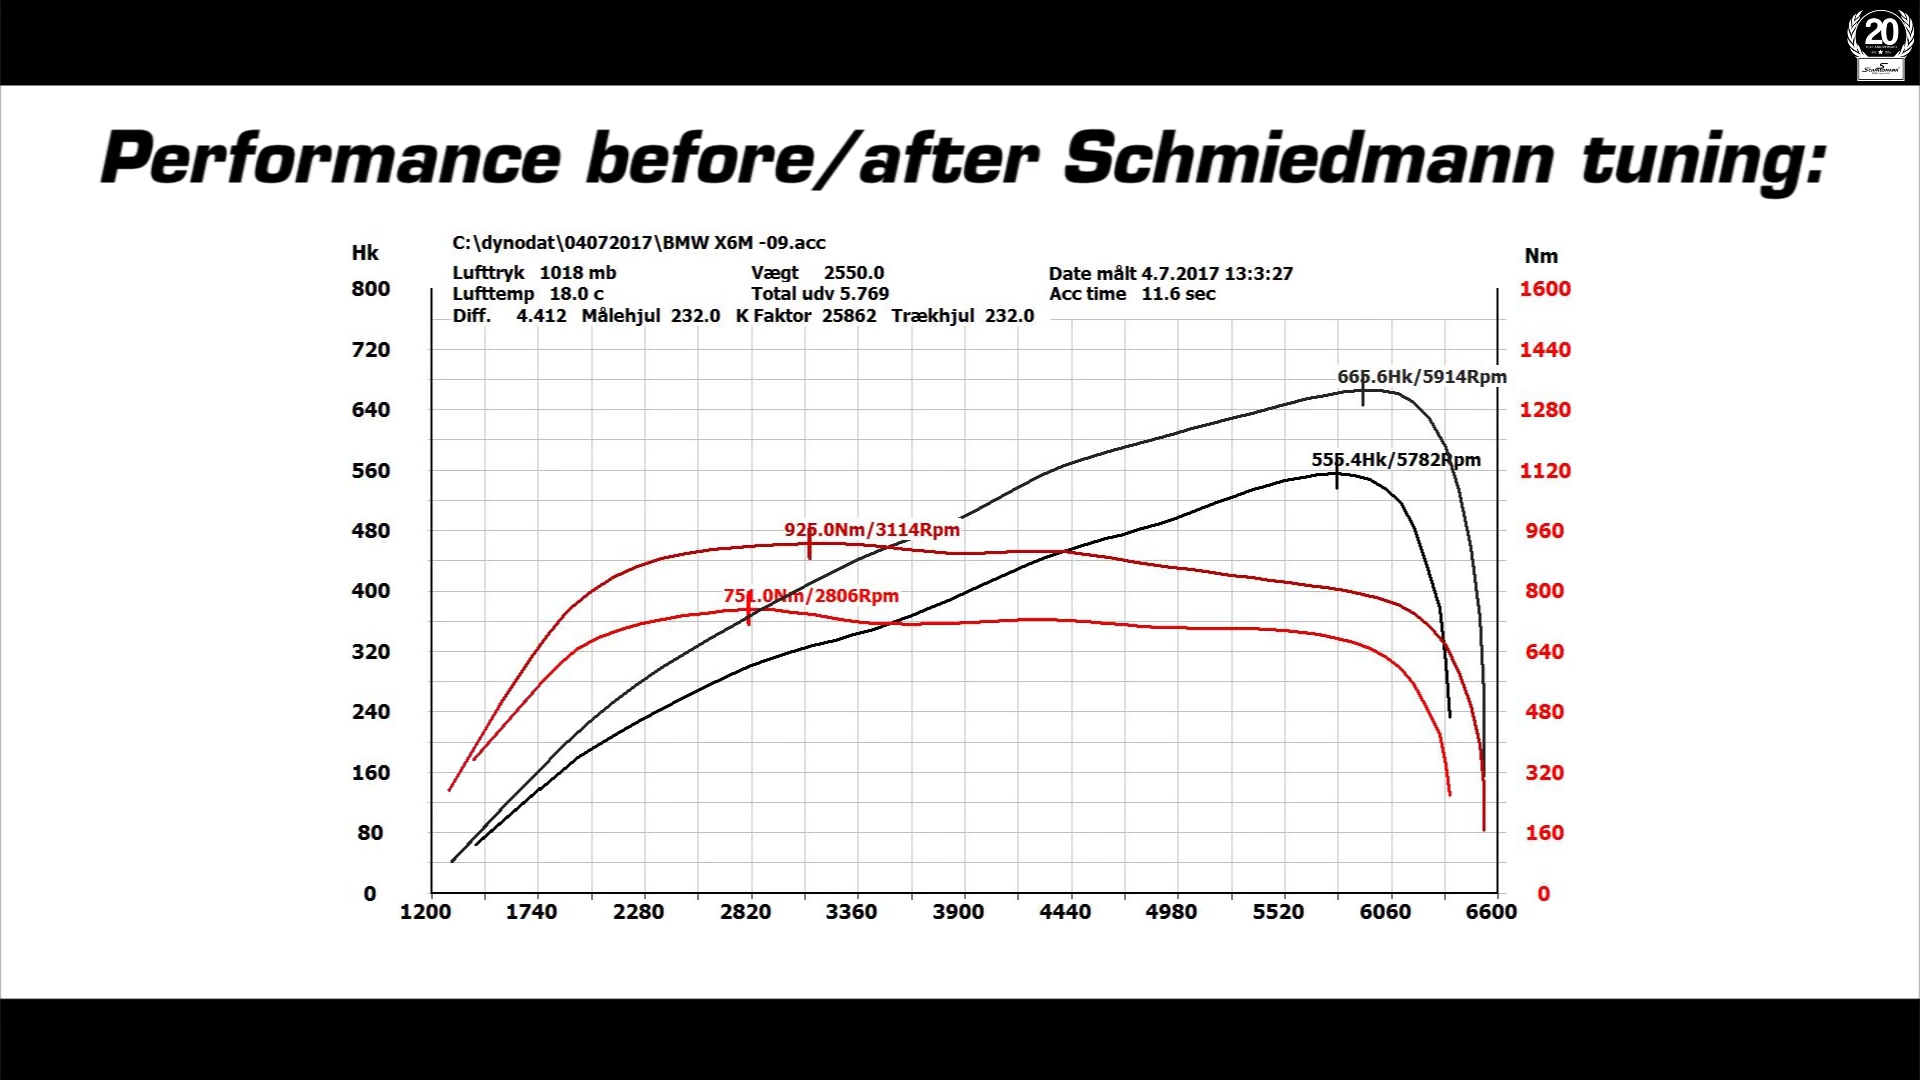 20
Schmiedmann
Performance before/after Schmiedmann tuning:
C:\dynodat\04072017\BMW X6M -09.acc
Hk
Nm
Lufttryk 1018 mb Vægt 2550.0 Date målt 4.7.2017 13:3:27
Lufttemp 18.0 c Total udv 5.769 Acc time 11.6 sec
Diff. 4.412 Målehjul 232.0 K Faktor 25862 Trækhjul 232.0
800 1600
720 1440
665.6Hk/5914Rpm
640 1280
555.4Hk/5782Rpm
560 1120
925.0Nm/3114Rpm
480 960
751.0Nm/2806Rpm
400 800
320 640
240 480
160 320
80 160
0 0
1200 1740 2280 2820 3360 3900 4440 4980 5520 6060 6600